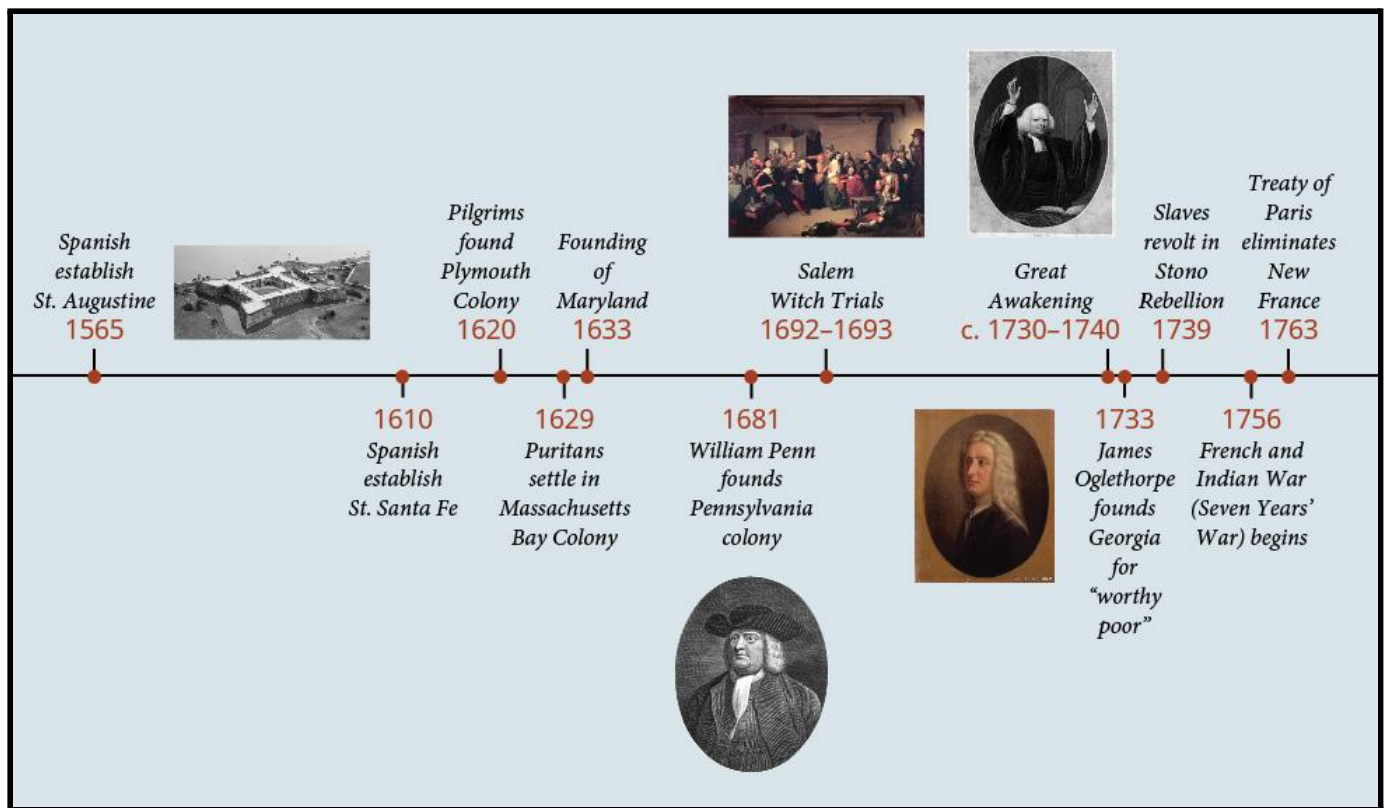 Spanish
establish
St. Augustine
1565
1610
Spanish
establish
St. Santa Fe
Pilgrims
found
Plymouth
Colony
1620
1629
Puritans
settle in
Massachusetts
Bay Colony
Founding
of
Maryland
1633
1681
William Penn
founds
Pennsylvania
colony
Salem
Witch Trials
1692–1693
Great
Awakening
c. 1730–1740
1733
James
Oglethorpe
founds
Georgia
for
“worthy
poor”
Slaves
revolt in
Stono
Rebellion
1739
1756
French and
Indian War
(Seven Years’
War) begins
Treaty of
Paris
eliminates
New
France
1763